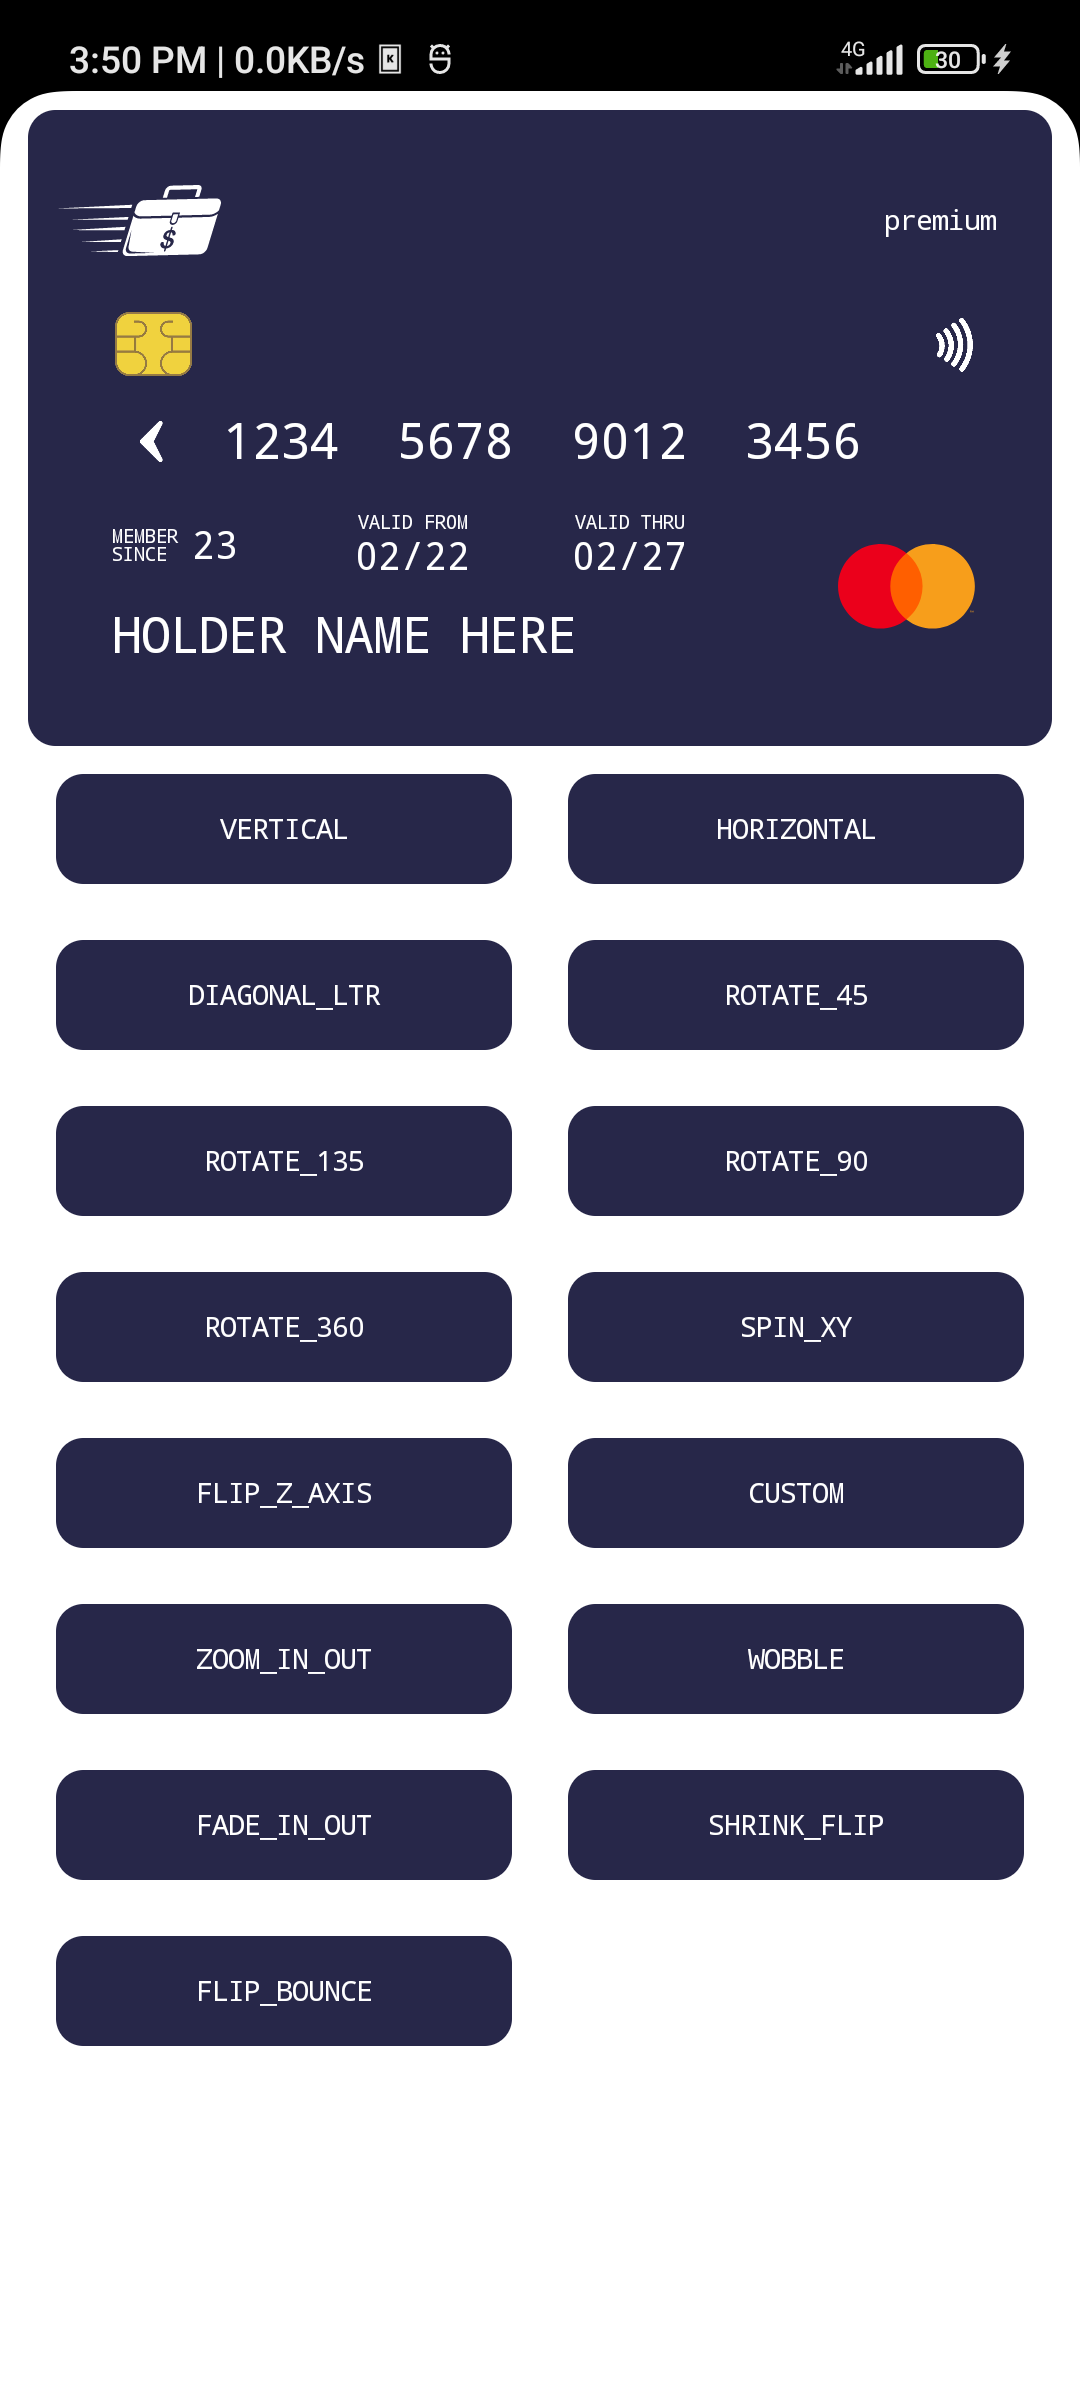 3:50 PM | 0.0KB/s K 4G 30
$
premium
1234 5678 9012 3456
MEMBER SINCE 23
VALID FROM 02/22
VALID THRU 02/27
HOLDER NAME HERE
VERTICAL
HORIZONTAL
DIAGONAL_LTR
ROTATE_45
ROTATE_135
ROTATE_90
ROTATE_360
SPIN_XY
FLIP_Z_AXIS
CUSTOM
ZOOM_IN_OUT
WOBBLE
FADE_IN_OUT
SHRINK_FLIP
FLIP_BOUNCE